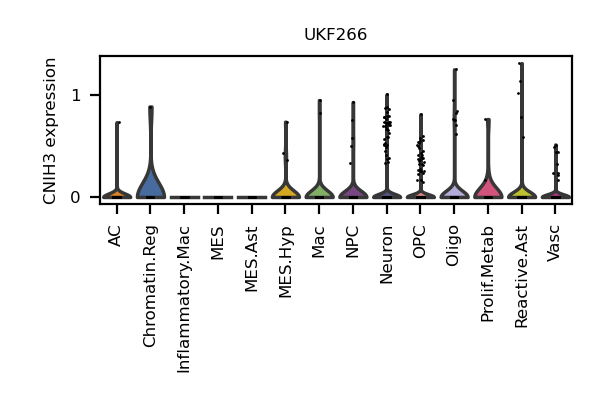 UKF266
CNIH3 expression
1
0
AC
Chromatin.Reg
Inflammatory.Mac
MES
MES.Ast
MES.Hyp
Mac
NPC
Neuron
OPC
Oligo
Prolif.Metab
Reactive.Ast
Vasc